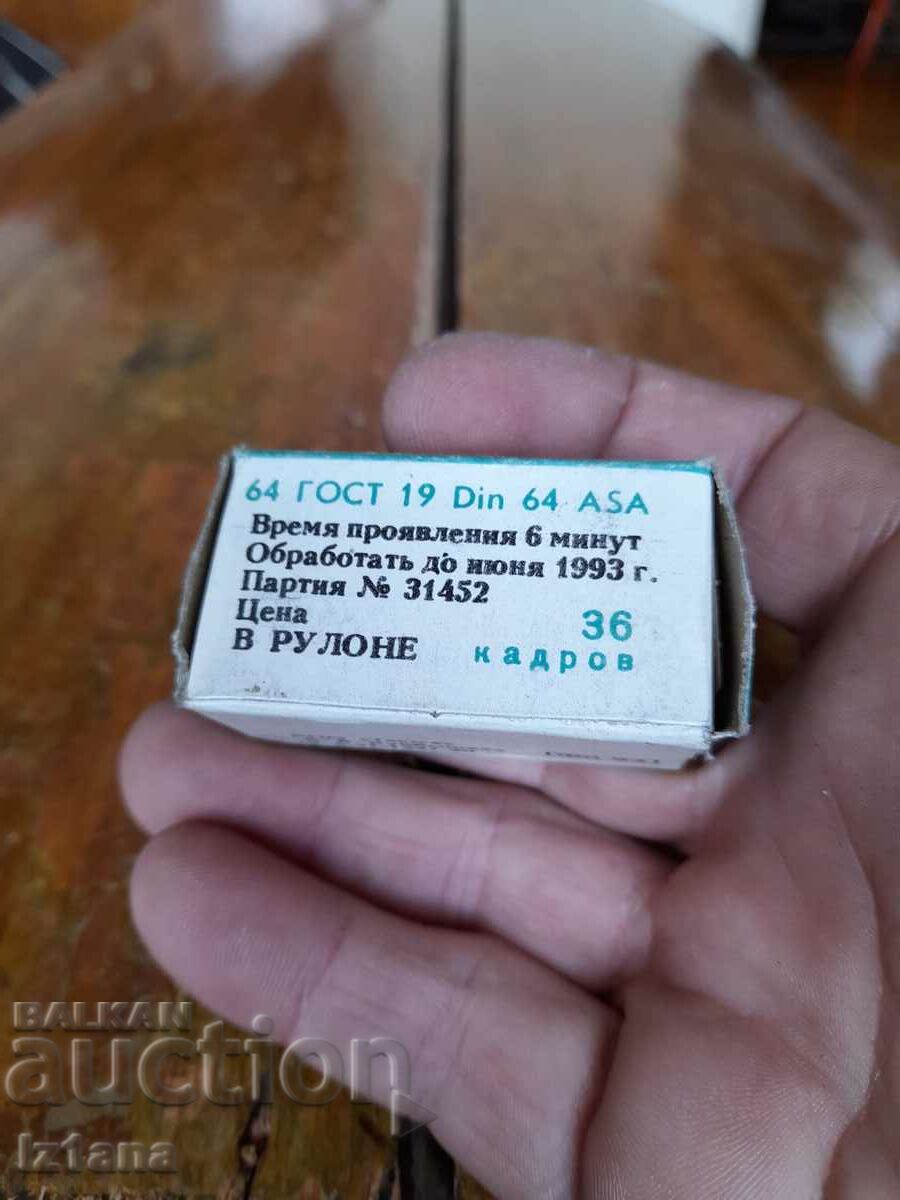 64 ГОСТ 19 Din 64 ASA
Время проявления 6 минут
Обработать до июня 1993 г.
Партия № 31452
Цена
В РУЛОНЕ
36
кадров
BALKAN
auction
Iz1ana